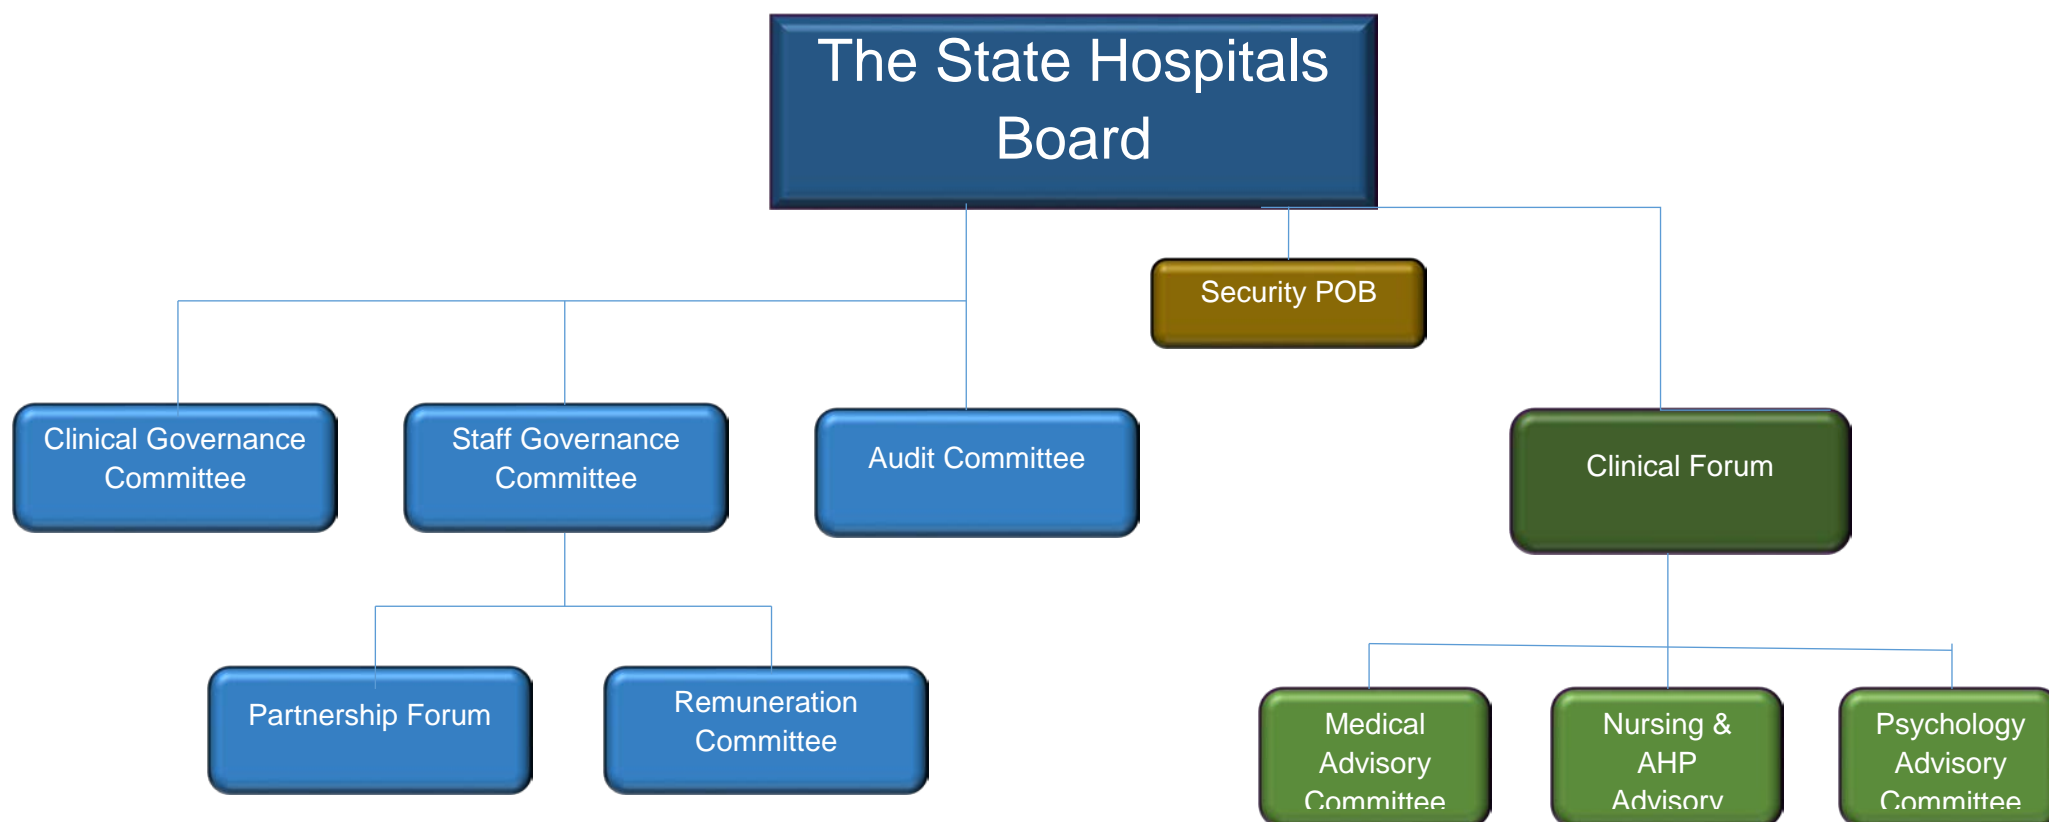 The State Hospitals
Board
Security POB
Clinical Governance
Committee
Staff Governance
Committee
Audit Committee
Clinical Forum
Partnership Forum
Remuneration
Committee
Medical
Advisory
Committee
Nursing &
AHP
Advisory
Psychology
Advisory
Committee